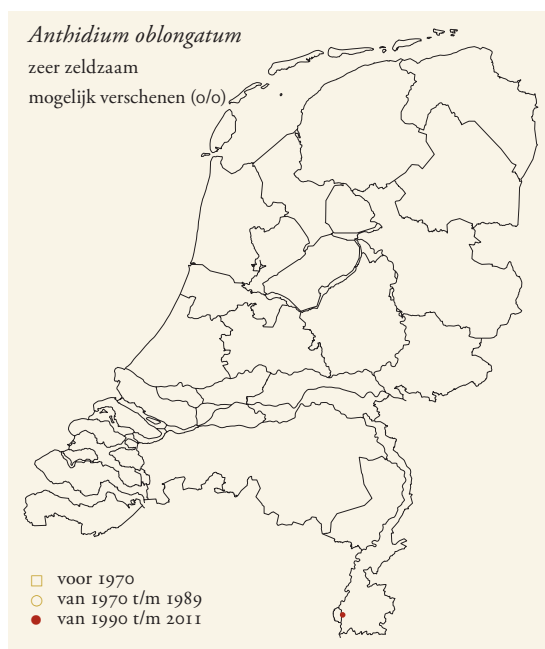 Anthidium oblongatum
zeer zeldzaam
mogelijk verschenen (0/0)
voor 1970
van 1970 t/m 1989
van 1990 t/m 2011